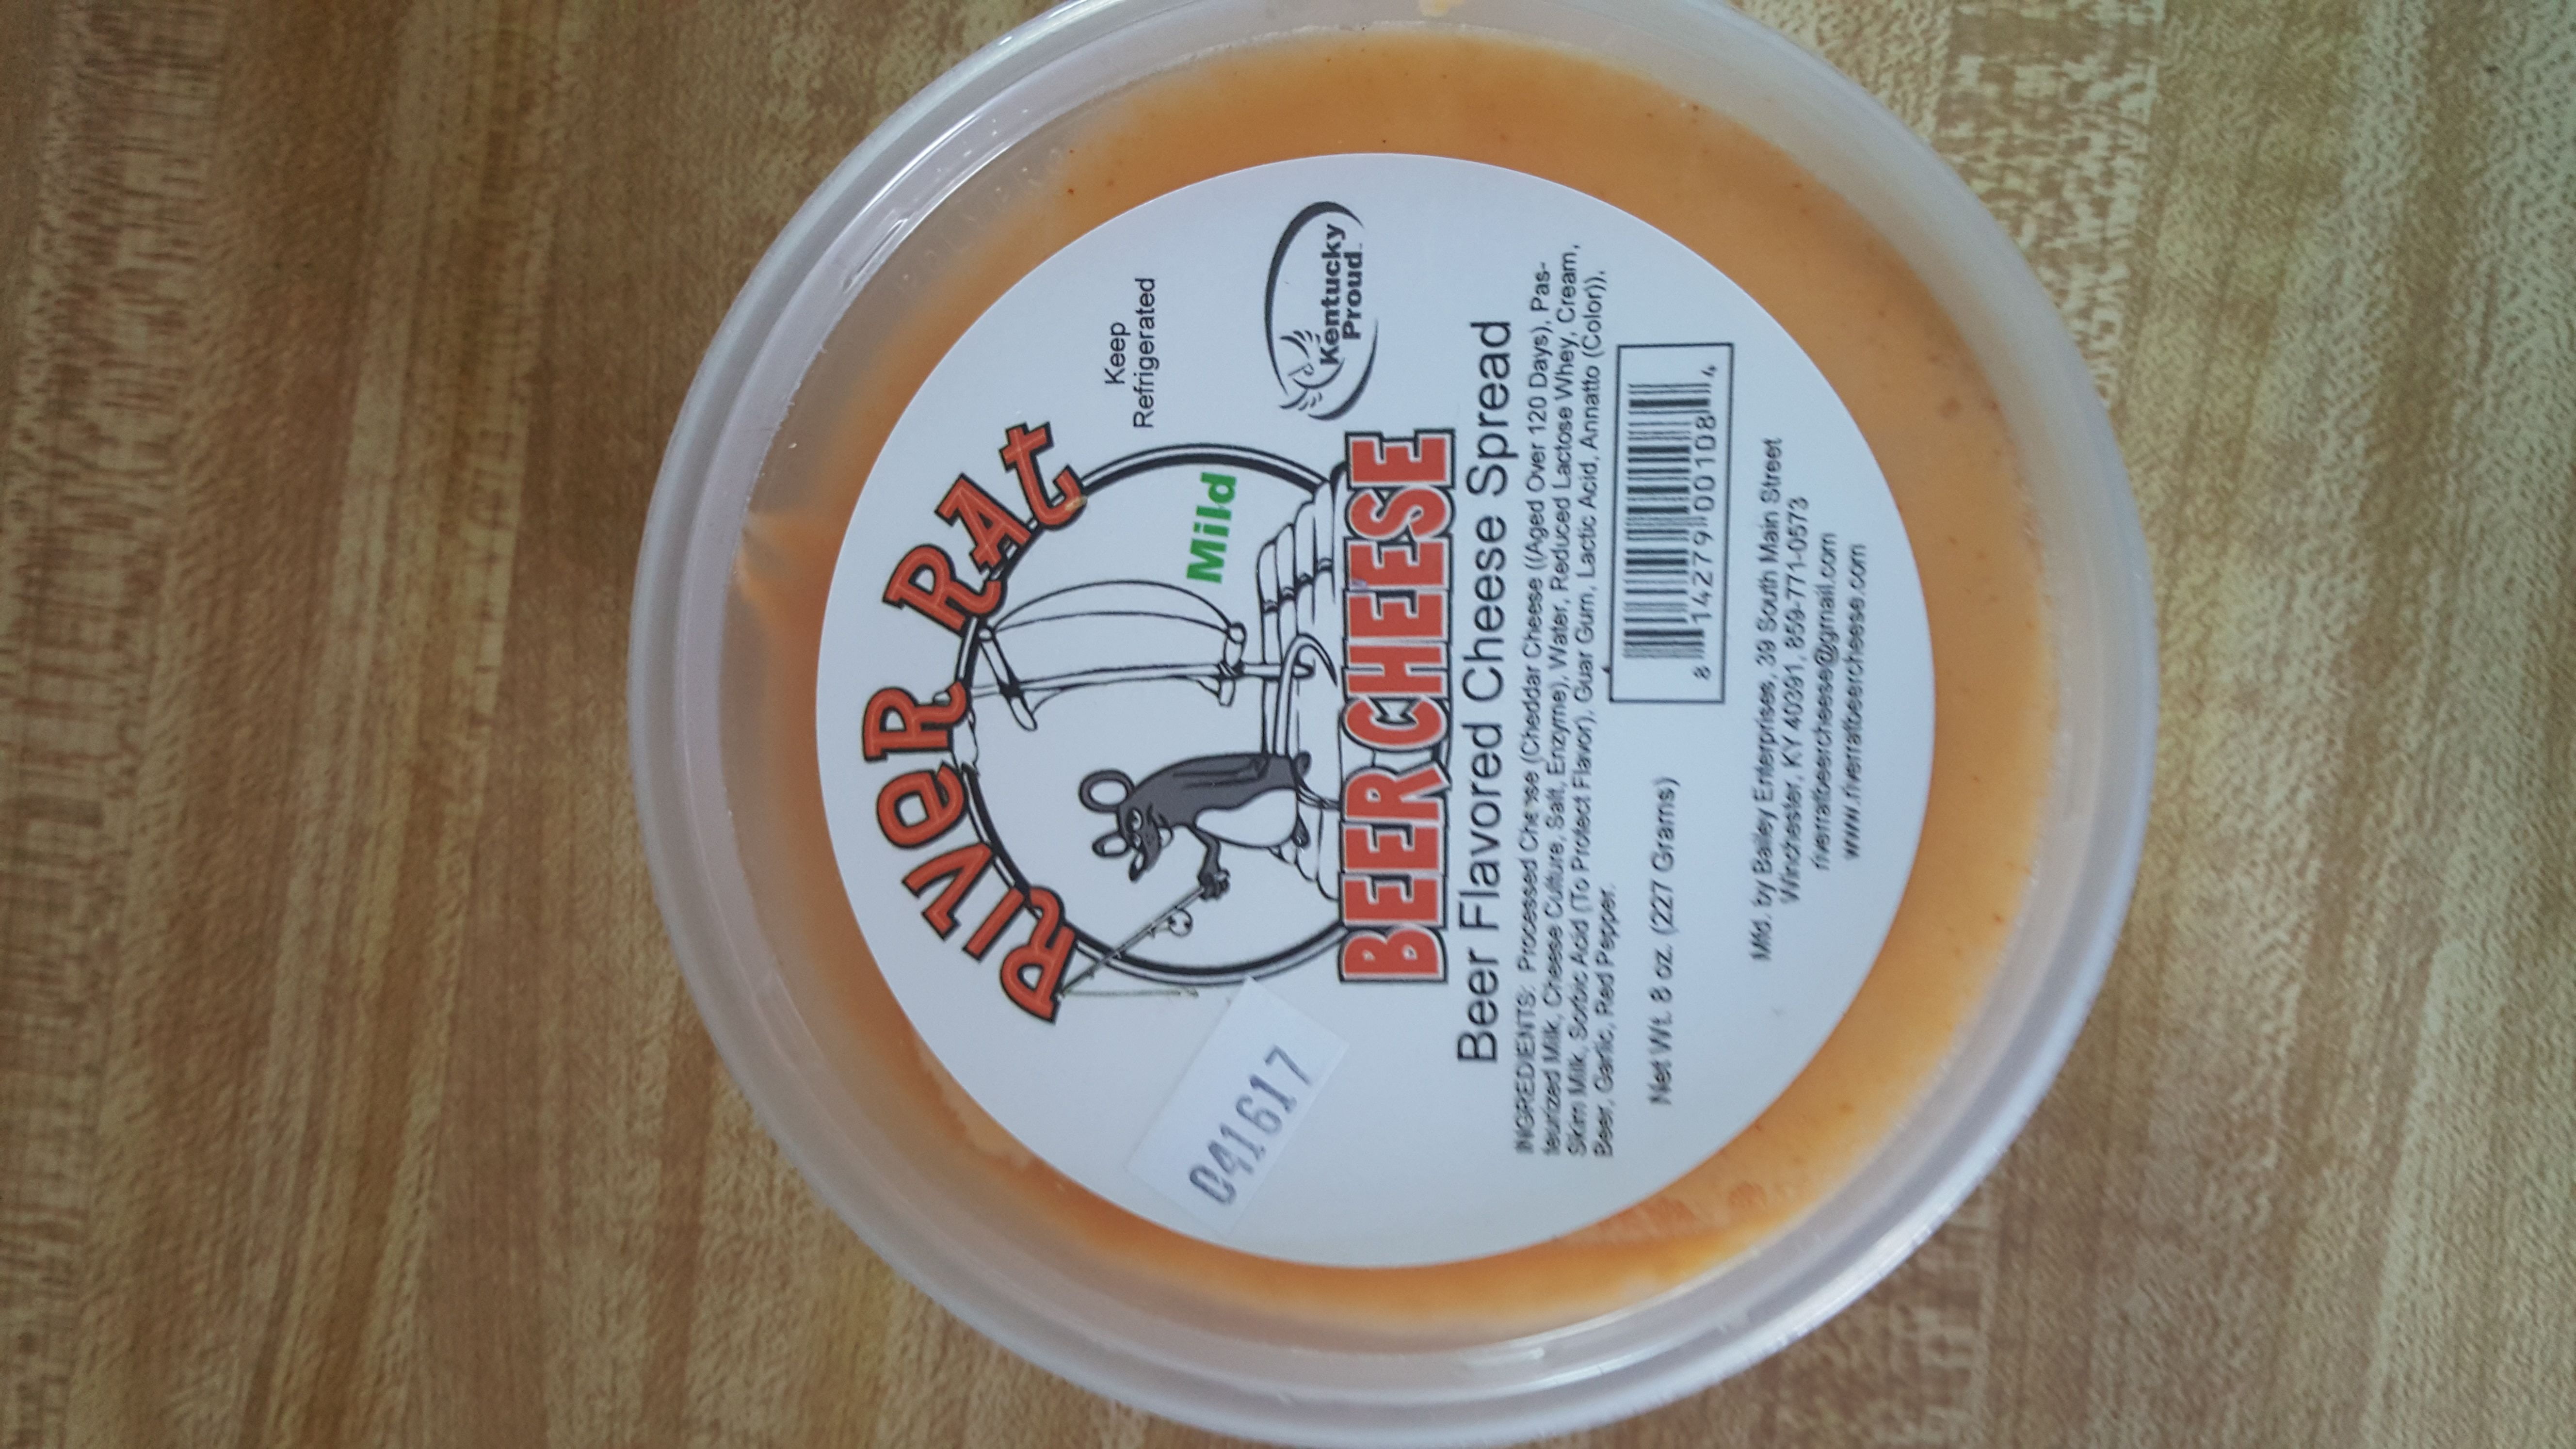 RIVER RAt
Keep
Refrigerated
Mild
Kentucky
Proud
BEER CHEESE
041617
Beer Flavored Cheese Spread
INGREDIENTS: Processed Cheese (Cheddar Cheese ((Aged Over 120 Days), Pas-
teurized Milk, Cheese Culture, Salt, Enzyme), Water, Reduced Lactose Whey, Cream,
Skim Milk, Sorbic Acid (To Protect Flavor), Guar Gum, Lactic Acid, Annatto (Color)),
Beer, Garlic, Red Pepper.
Net Wt. 8 oz. (227 Grams)
8 14279 00108 4
Mfd. by Bailey Enterprises, 39 South Main Street
Winchester, KY 40391, 859-771-0573
riverratbeercheese@gmail.com
www.riverratbeercheese.com